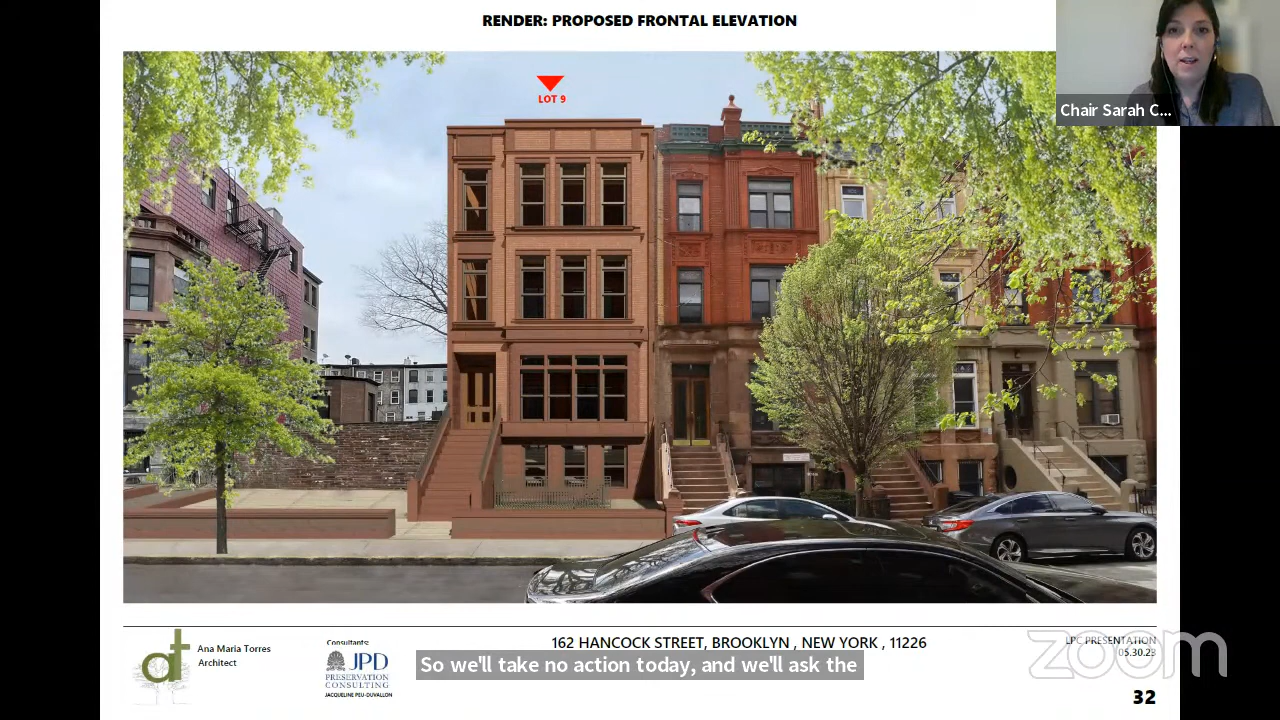 RENDER: PROPOSED FRONTAL ELEVATION
LOT 9
Chair Sarah C...
Ana Maria Torres
Architect
at
Consultants:
JPD
PRESERVATION
CONSULTING
JACQUELINE PEU-DUVALLON
162 HANCOCK STREET, BROOKLYN , NEW YORK , 11226
So we'll take no action today, and we'll ask the
LPC PRESENTATION
05.30.23
zoom
32